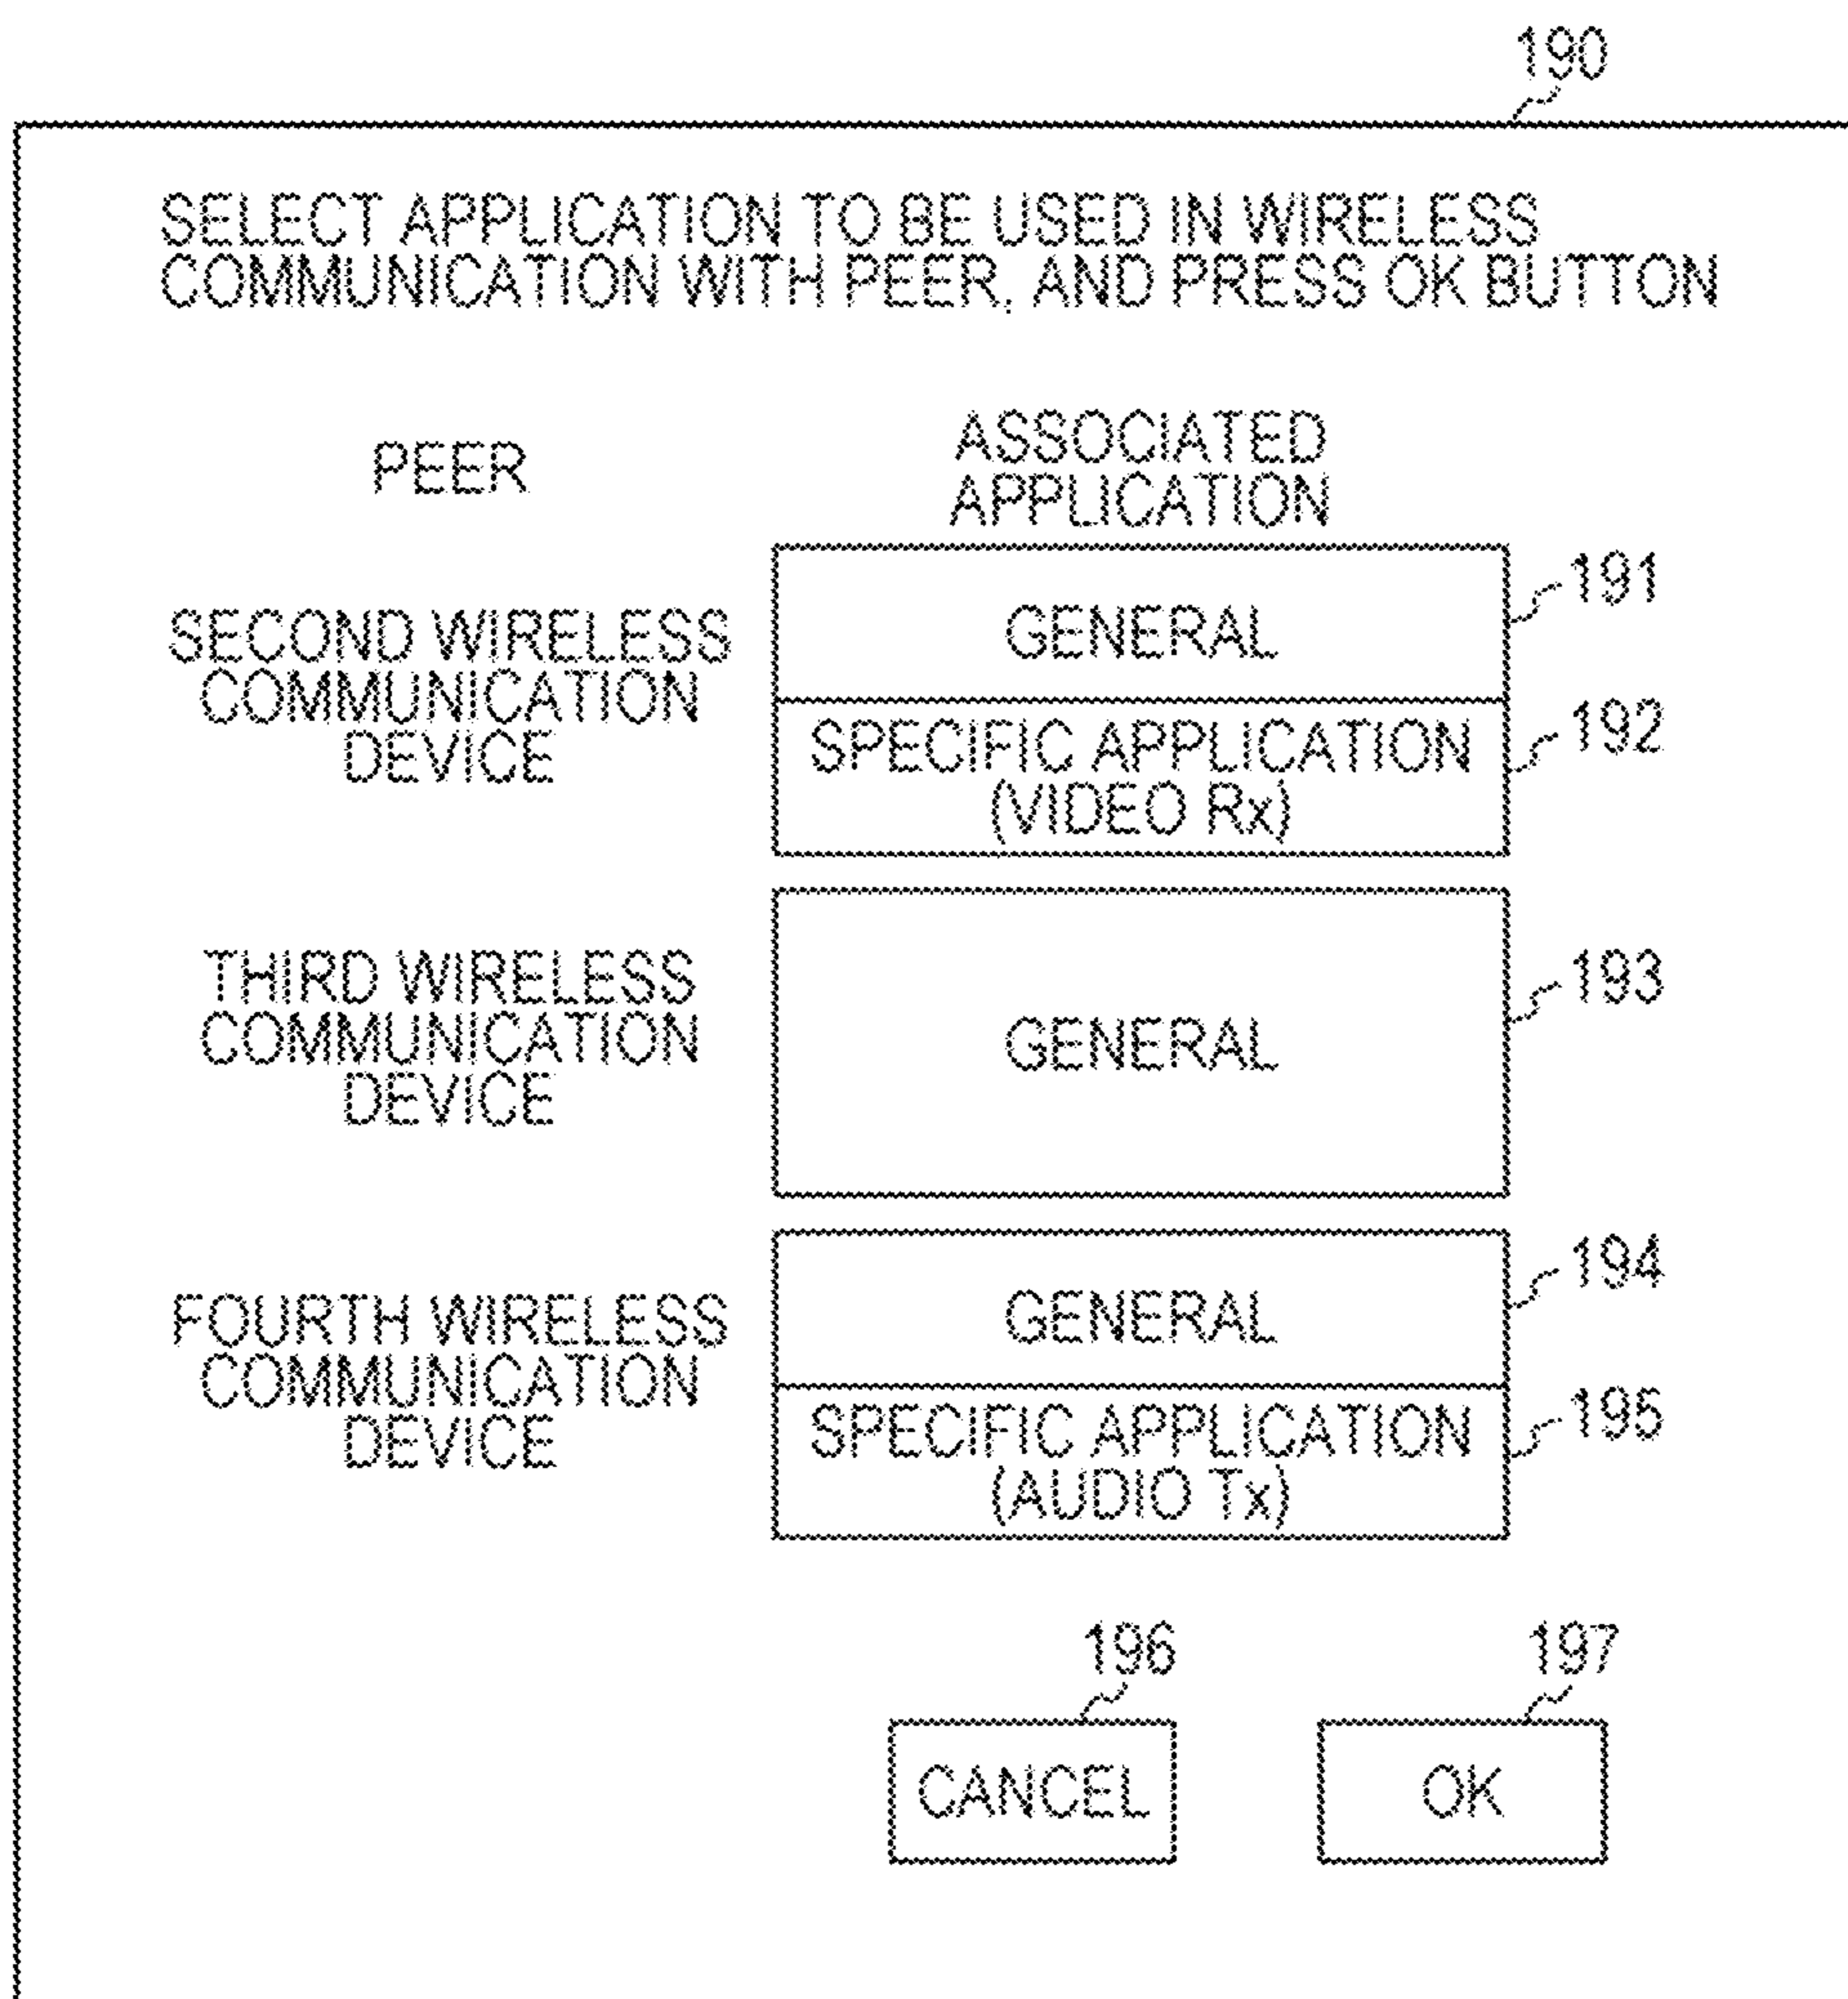 190
SELECT APPLICATION TO BE USED IN WIRELESS
COMMUNICATION WITH PEER, AND PRESS OK BUTTON
PEER
ASSOCIATED
APPLICATION
SECOND WIRELESS
COMMUNICATION
DEVICE
GENERAL
191
SPECIFIC APPLICATION
(VIDEO Rx)
192
THIRD WIRELESS
COMMUNICATION
DEVICE
GENERAL
193
FOURTH WIRELESS
COMMUNICATION
DEVICE
GENERAL
194
SPECIFIC APPLICATION
(AUDIO Tx)
195
196
CANCEL
197
OK